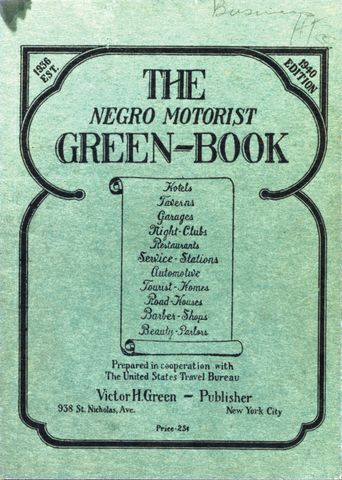 Busin
1936
EST.
1940
EDITION
THE
NEGRO MOTORIST
GREEN-BOOK
Hotels
Taverns
Garages
Night-Clubs
Restaurants
Service-Stations
Automotive
Tourist-Homes
Road-Houses
Barber-Shops
Beauty-Parlors
Prepared in cooperation with
The United States Travel Bureau
Victor H. Green - Publisher
938 St. Nicholas, Ave. New York City
Price-25¢